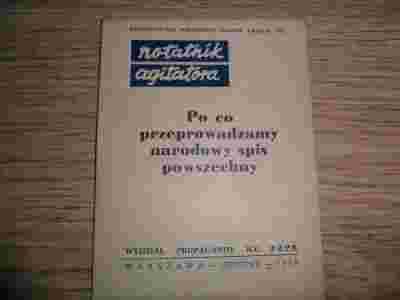 notatnik
agitatora
Po co
przeprowadzamy
narodowy spis
powszechny
WYDZIAŁ PROPAGANDY KC PZPR
WARSZAWA